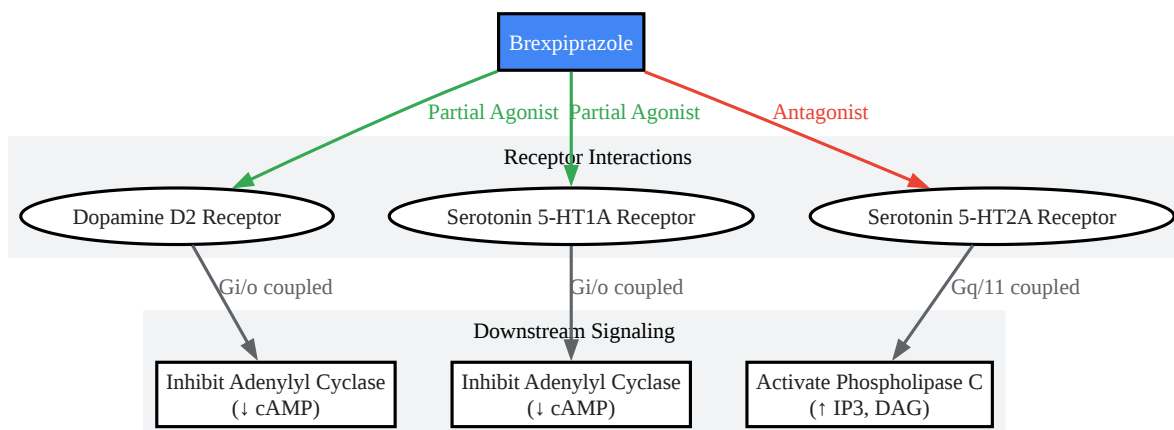 Brexpiprazole
Partial Agonist
Partial Agonist
Antagonist
Receptor Interactions
Dopamine D2 Receptor
Serotonin 5-HT1A Receptor
Serotonin 5-HT2A Receptor
Gi/o coupled
Gi/o coupled
Gq/11 coupled
Downstream Signaling
Inhibit Adenylyl Cyclase
(↓ cAMP)
Inhibit Adenylyl Cyclase
(↓ cAMP)
Activate Phospholipase C
(↑ IP3, DAG)